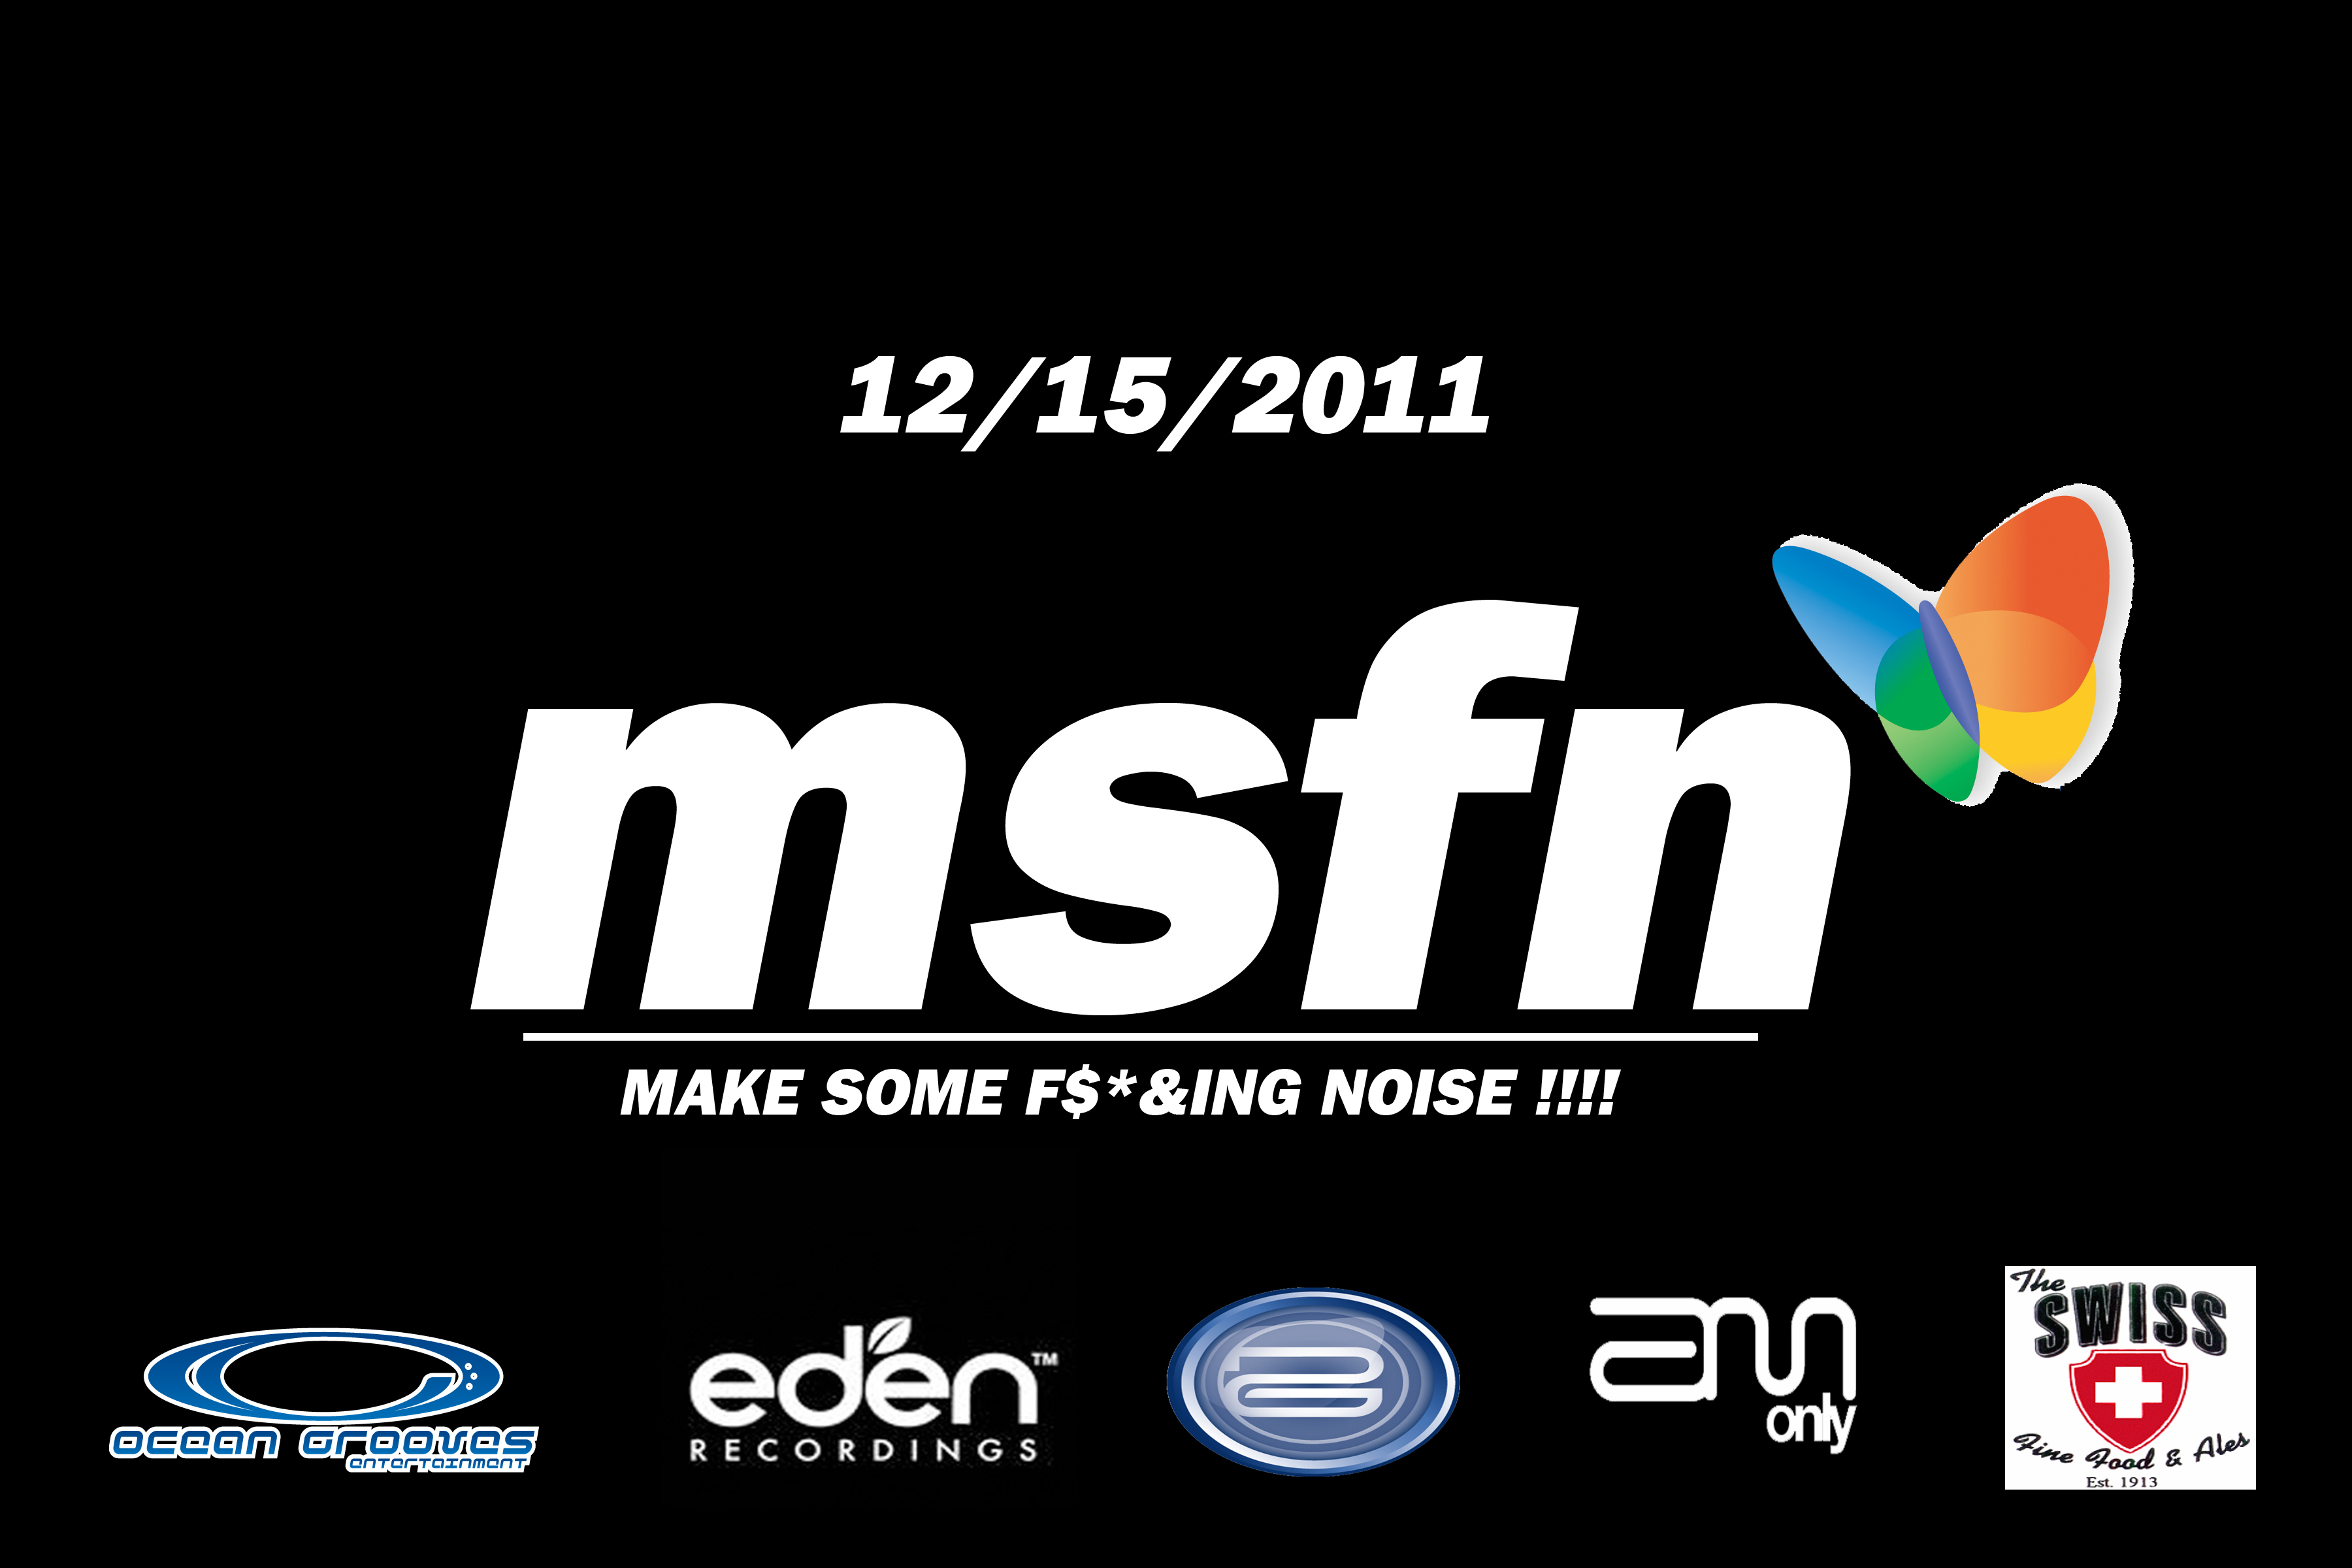 12/15/2011
msfn
MAKE SOME F$*&ING NOISE !!!!
ocean grooves
entertainment
eden™
RECORDINGS
am
only
The
SWISS
Fine Food & Ales
Est. 1913